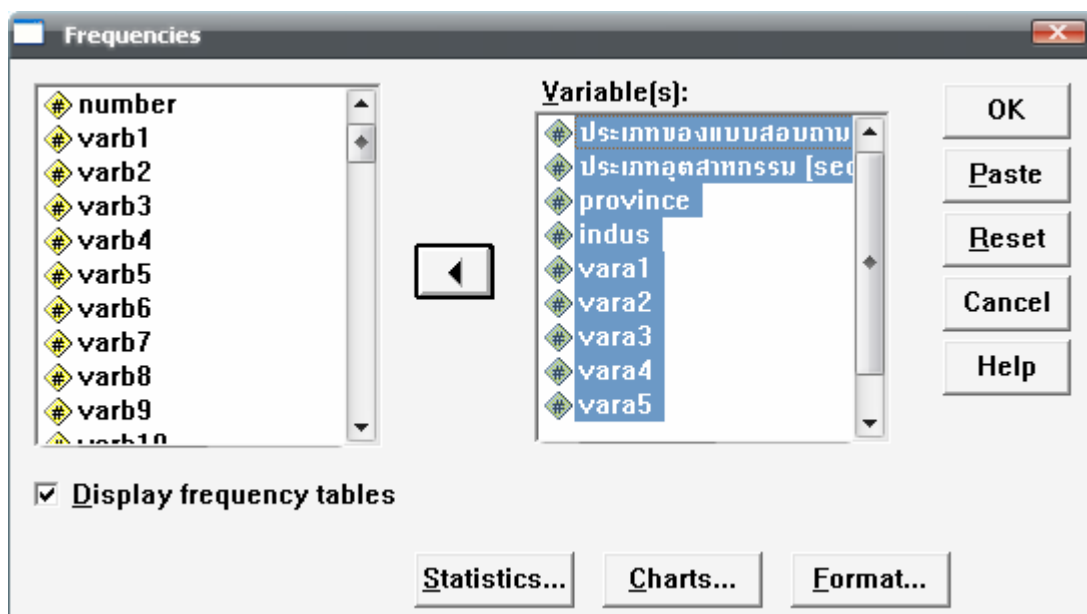 Frequencies
number
varb1
varb2
varb3
varb4
varb5
varb6
varb7
varb8
varb9
varb10
Variable(s):
ประเภทของแบบสอบถาม
ประเภทอุตสาหกรรม [sec
province
indus
vara1
vara2
vara3
vara4
vara5
OK
Paste
Reset
Cancel
Help
Display frequency tables
Statistics...
Charts...
Format...